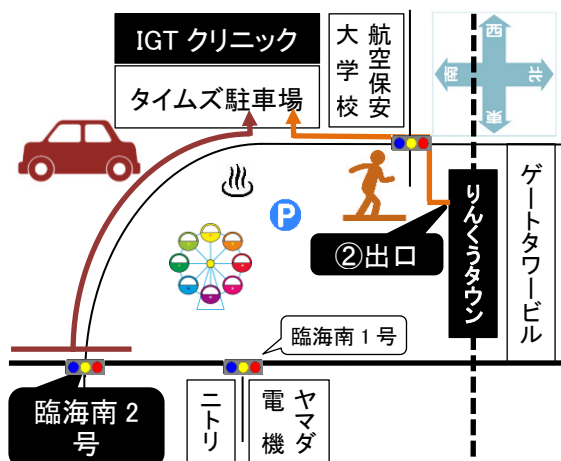 IGT クリニック
タイムズ駐車場
航空保安
大学校
西
南
北
東
P
②出口
りんくうタウン
ゲートタワービル
臨海南1号
臨海南2
号
ニトリ
ヤマダ
電機